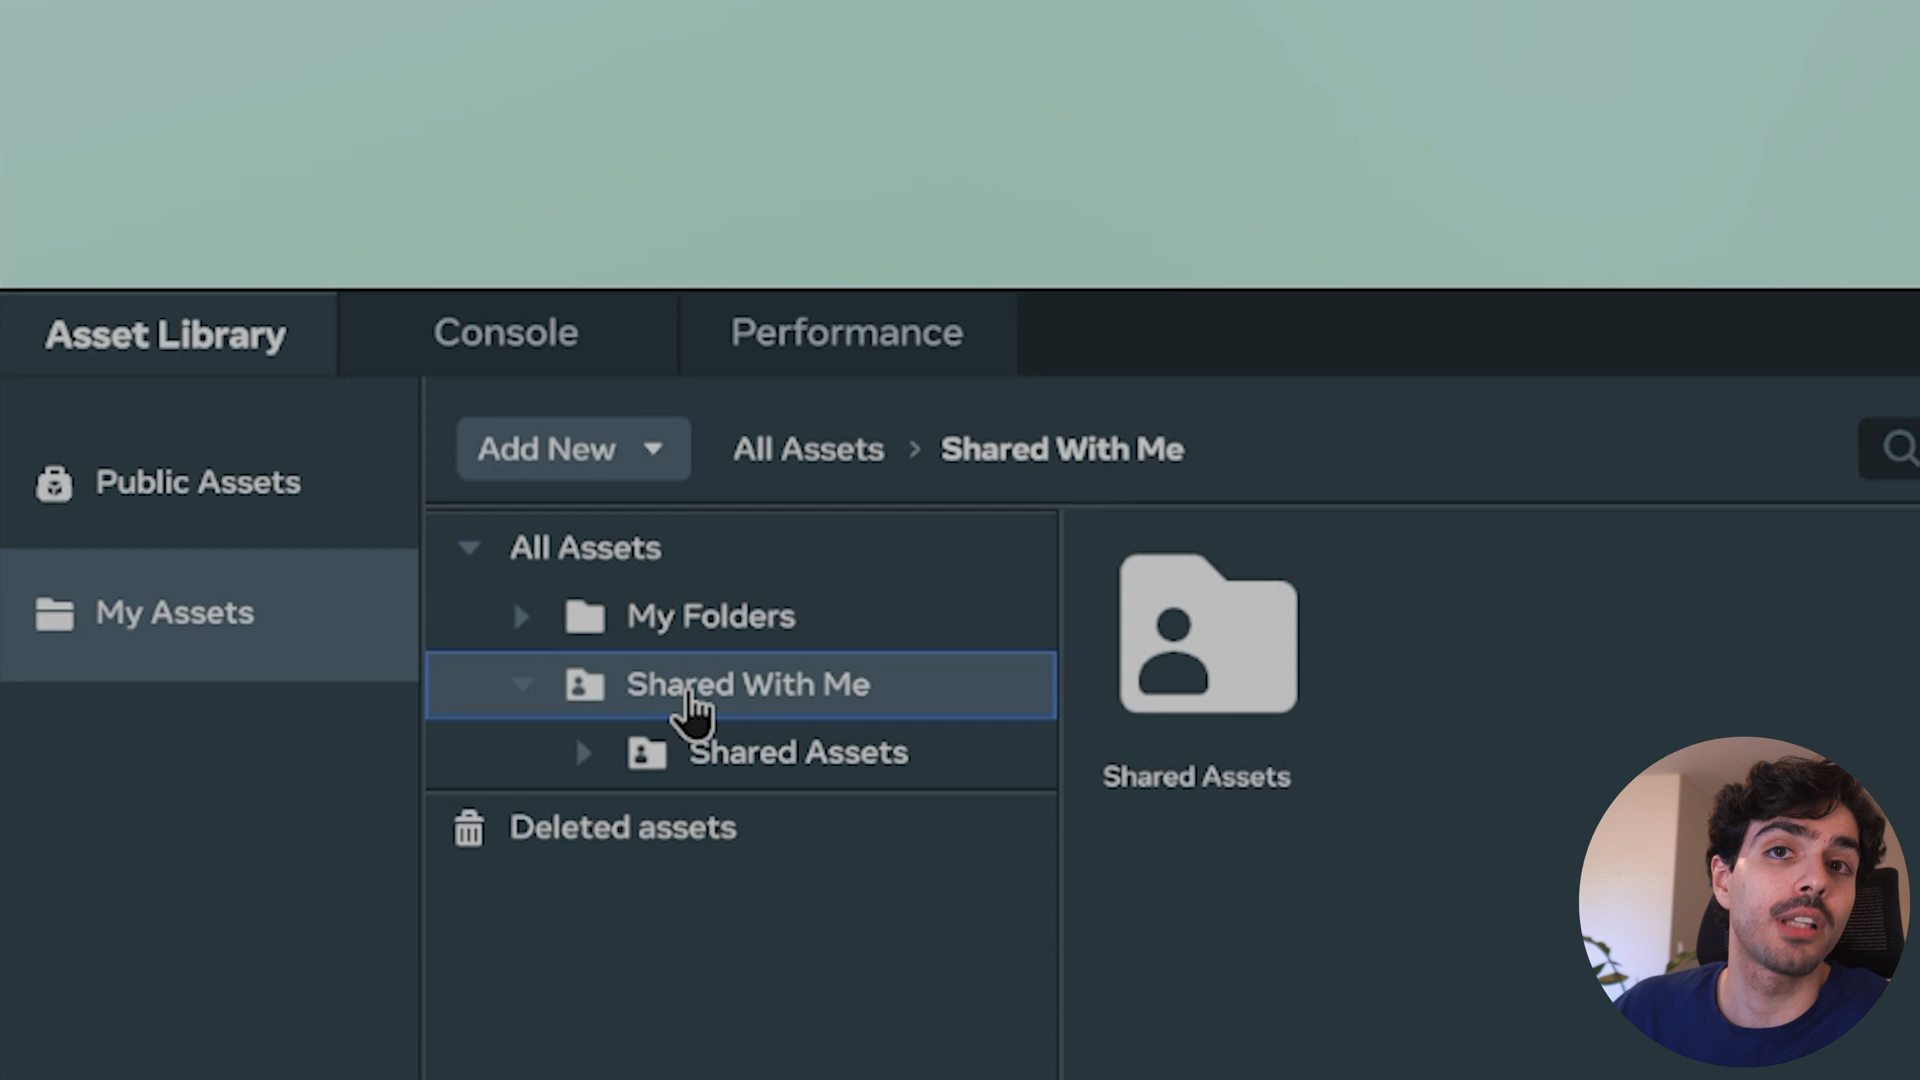 Asset Library
Console
Performance
Public Assets
My Assets
Add New
All Assets > Shared With Me
All Assets
My Folders
Shared With Me
Shared Assets
Deleted assets
Shared Assets